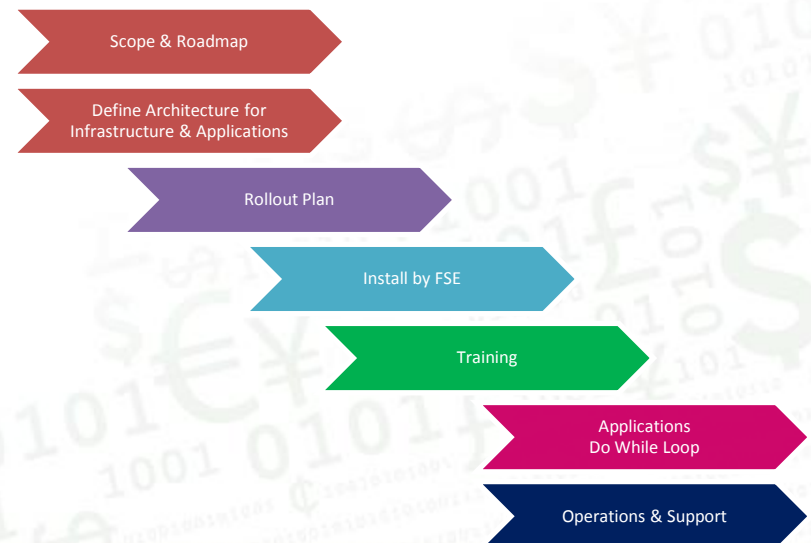 Scope & Roadmap
Define Architecture for
Infrastructure & Applications
Rollout Plan
Install by FSE
Training
Applications
Do While Loop
Operations & Support